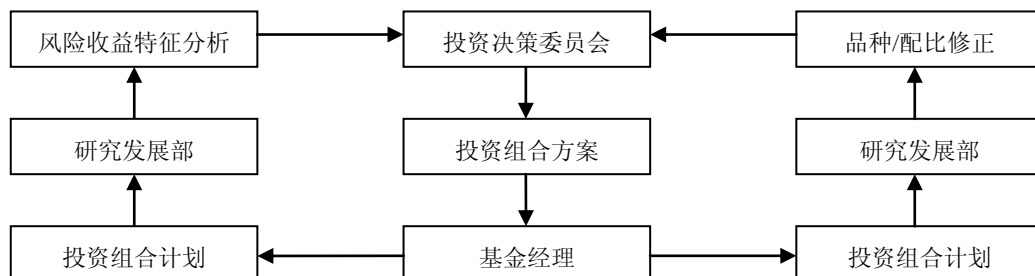 风险收益特征分析
投资决策委员会
品种/配比修正
研究发展部
投资组合方案
研究发展部
投资组合计划
基金经理
投资组合计划